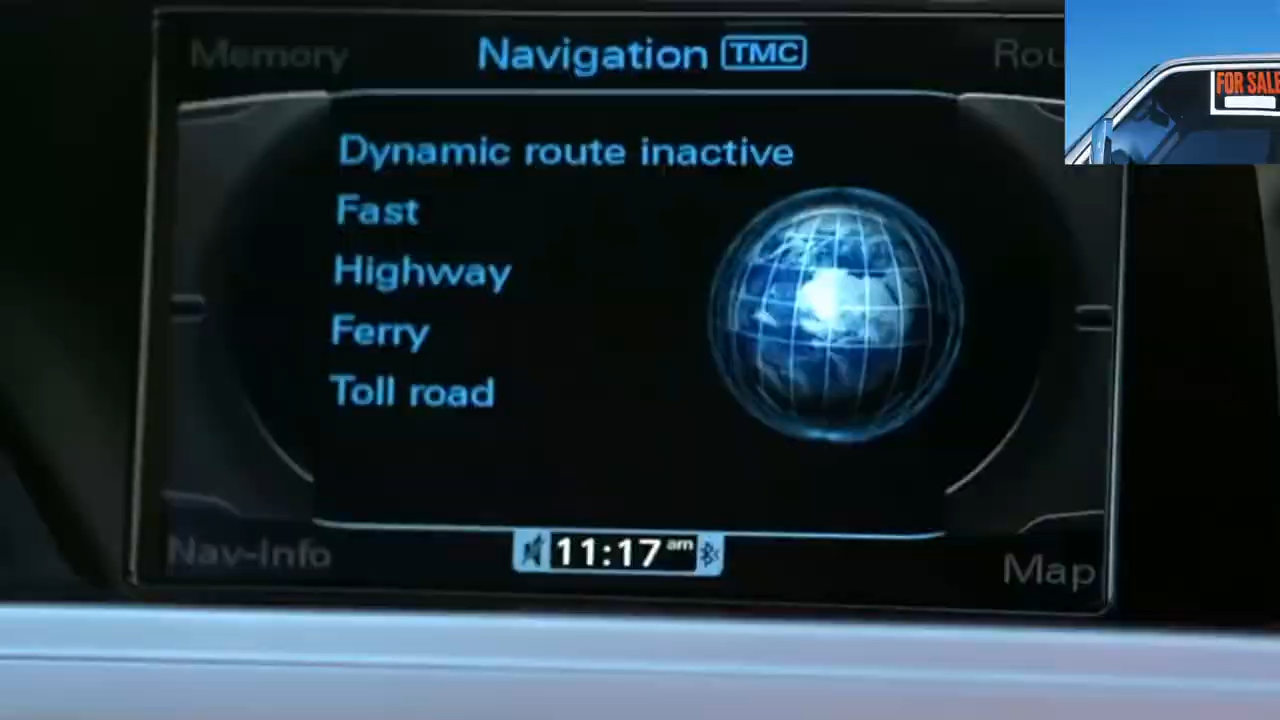 Memory
Navigation TMC
Rou
FOR SALE
Dynamic route inactive
Fast
Highway
Ferry
Toll road
Nav-Info
11:17 am
Map